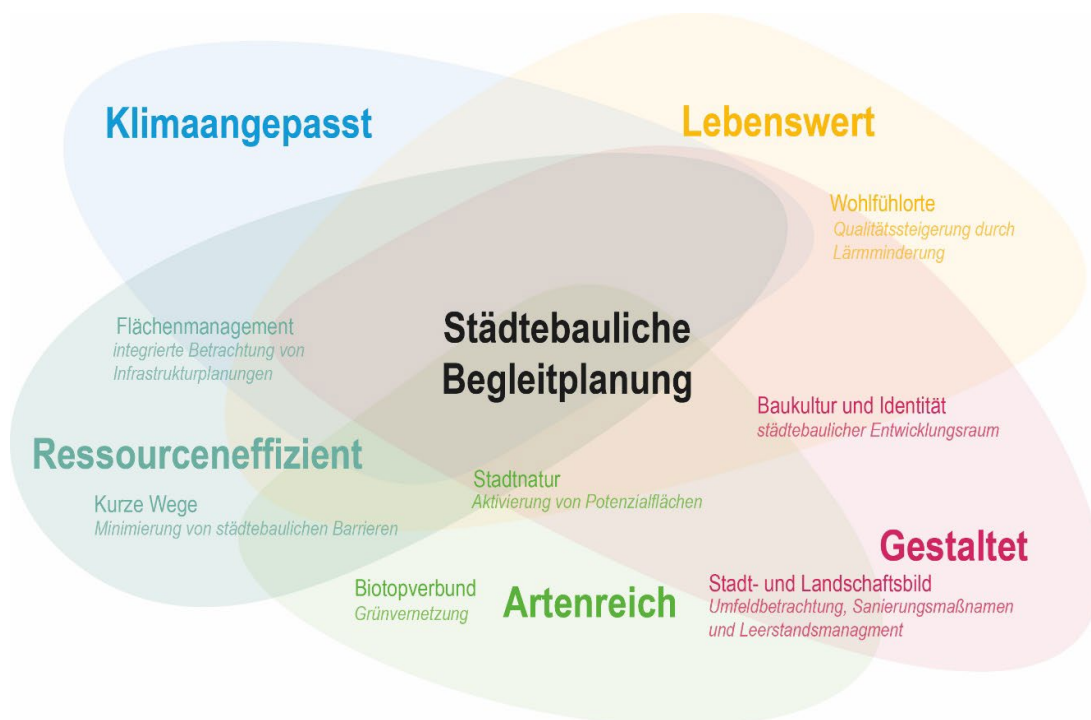 Klimaangepasst
Lebenswert
Wohlfühlorte
Qualitätssteigerung durch
Lärmminderung
Flächenmanagement
integrierte Betrachtung von
Infrastrukturplanungen
Städtebauliche
Begleitplanung
Baukultur und Identität
städtebaulicher Entwicklungsraum
Ressourceneffizient
Kurze Wege
Minimierung von städtebaulichen Barrieren
Stadtnatur
Aktivierung von Potenzialflächen
Gestaltet
Stadt- und Landschaftsbild
Umfeldbetrachtung, Sanierungsmaßnamen
und Leerstandsmanagment
Biotopverbund
Grünvernetzung
Artenreich